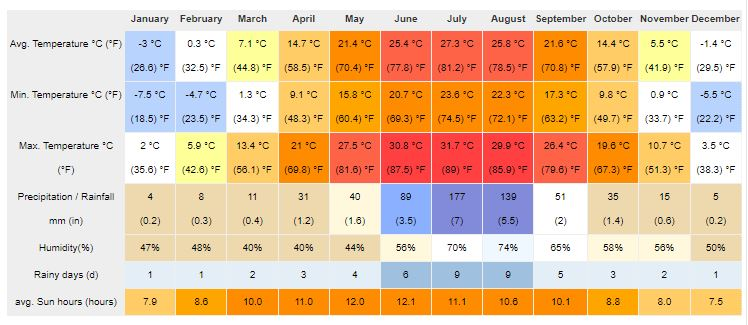 January February March April May June July August September October November December
Avg. Temperature °C (°F) -3 °C 0.3 °C 7.1 °C 14.7 °C 21.4 °C 25.4 °C 27.3 °C 25.8 °C 21.6 °C 14.4 °C 5.5 °C -1.4 °C
(26.6) °F (32.5) °F (44.8) °F (58.5) °F (70.4) °F (77.8) °F (81.2) °F (78.5) °F (70.8) °F (57.9) °F (41.9) °F (29.5) °F
Min. Temperature °C (°F) -7.5 °C -4.7 °C 1.3 °C 9.1 °C 15.8 °C 20.7 °C 23.6 °C 22.3 °C 17.3 °C 9.8 °C 0.9 °C -5.5 °C
(18.5) °F (23.5) °F (34.3) °F (48.3) °F (60.4) °F (69.3) °F (74.5) °F (72.1) °F (63.2) °F (49.7) °F (33.7) °F (22.2) °F
Max. Temperature °C 2 °C 5.9 °C 13.4 °C 21 °C 27.5 °C 30.8 °C 31.7 °C 29.9 °C 26.4 °C 19.6 °C 10.7 °C 3.5 °C
(°F) (35.6) °F (42.6) °F (56.1) °F (69.8) °F (81.6) °F (87.5) °F (89) °F (85.9) °F (79.6) °F (67.3) °F (51.3) °F (38.3) °F
Precipitation / Rainfall 4 8 11 31 40 89 177 139 51 35 15 5
mm (in) (0.2) (0.3) (0.4) (1.2) (1.6) (3.5) (7) (5.5) (2) (1.4) (0.6) (0.2)
Humidity(%) 47% 48% 40% 40% 44% 56% 70% 74% 65% 58% 56% 50%
Rainy days (d) 1 1 2 3 4 6 9 9 5 3 2 1
avg. Sun hours (hours) 7.9 8.6 10.0 11.0 12.0 12.1 11.1 10.6 10.1 8.8 8.0 7.5